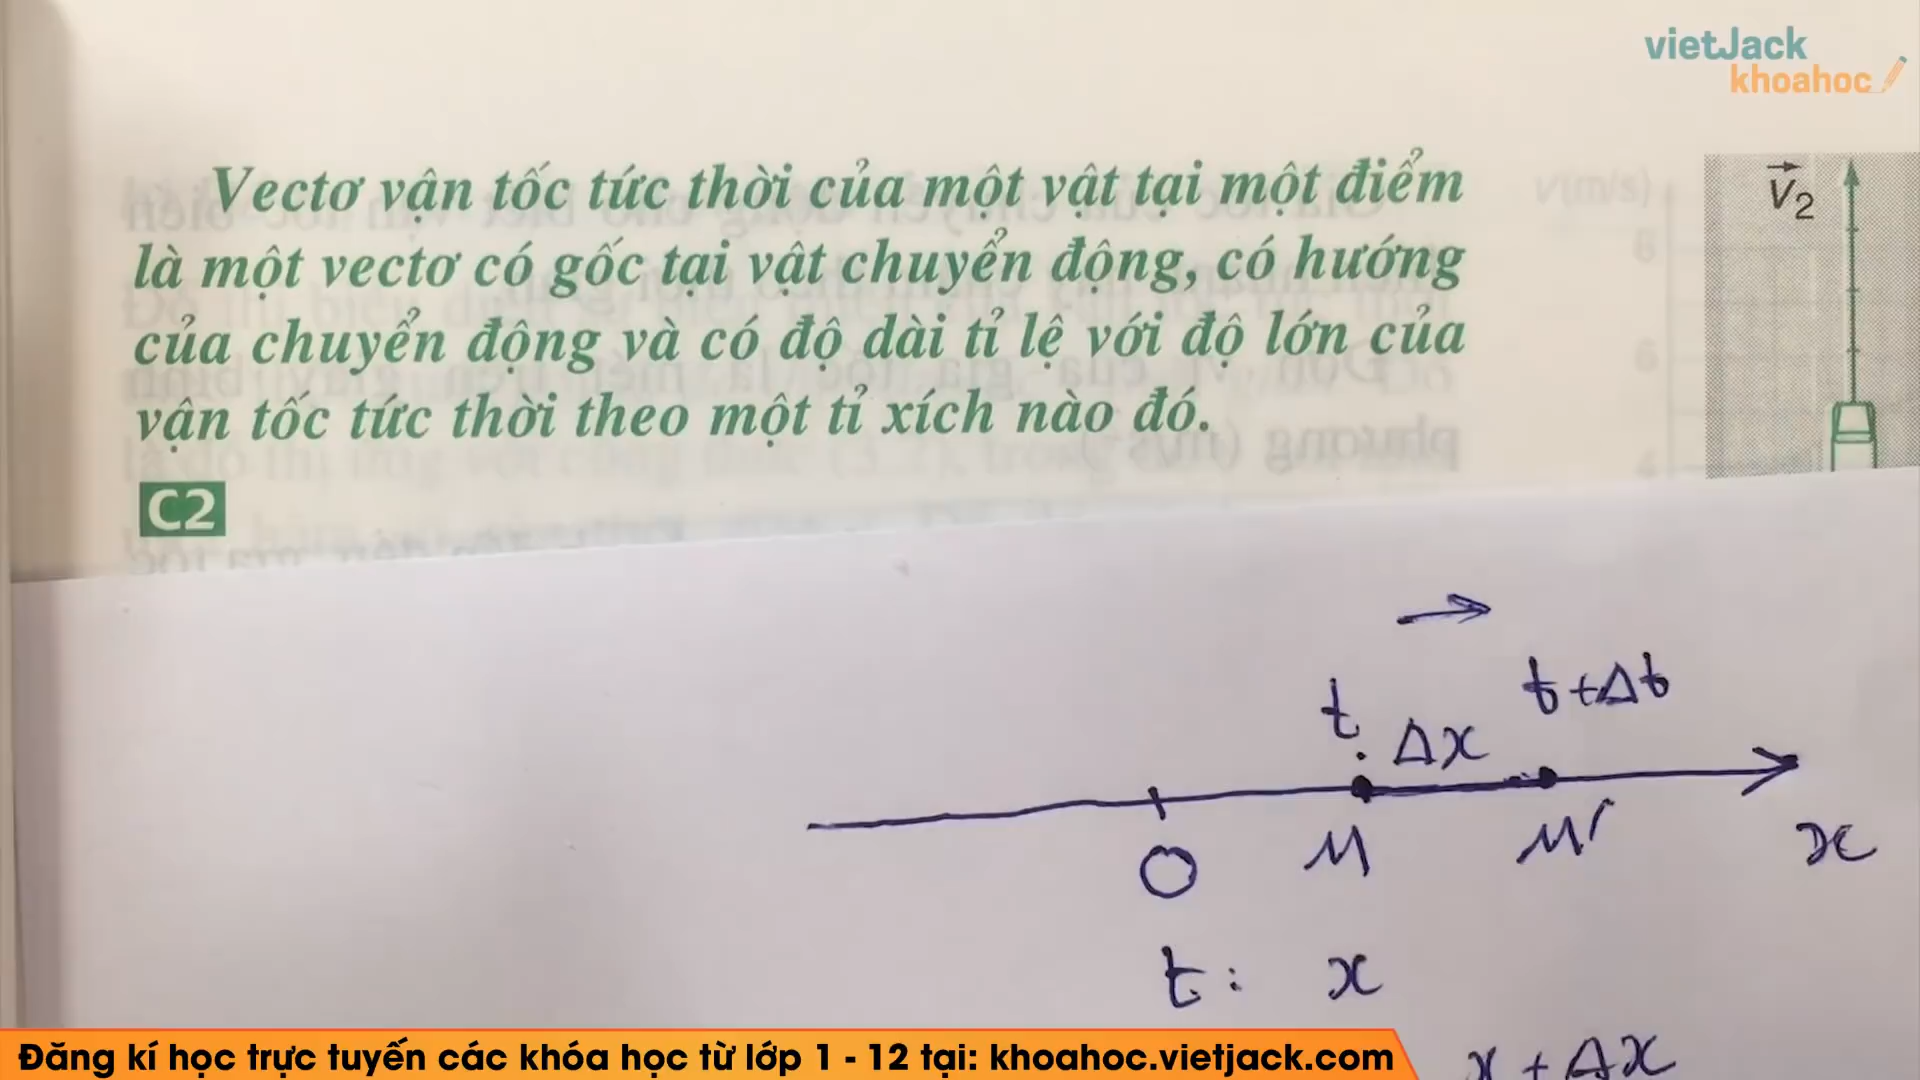 vietJack
khoahoc
Vectơ vận tốc tức thời của một vật tại một điểm
là một vectơ có gốc tại vật chuyển động, có hướng
của chuyển động và có độ dài tỉ lệ với độ lớn của
vận tốc tức thời theo một tỉ xích nào đó.
v2
C2
t
Δx
t+Δt
O
M
M'
x
t: x
x + Δx
Đăng kí học trực tuyến các khóa học từ lớp 1 - 12 tại: khoahoc.vietjack.com